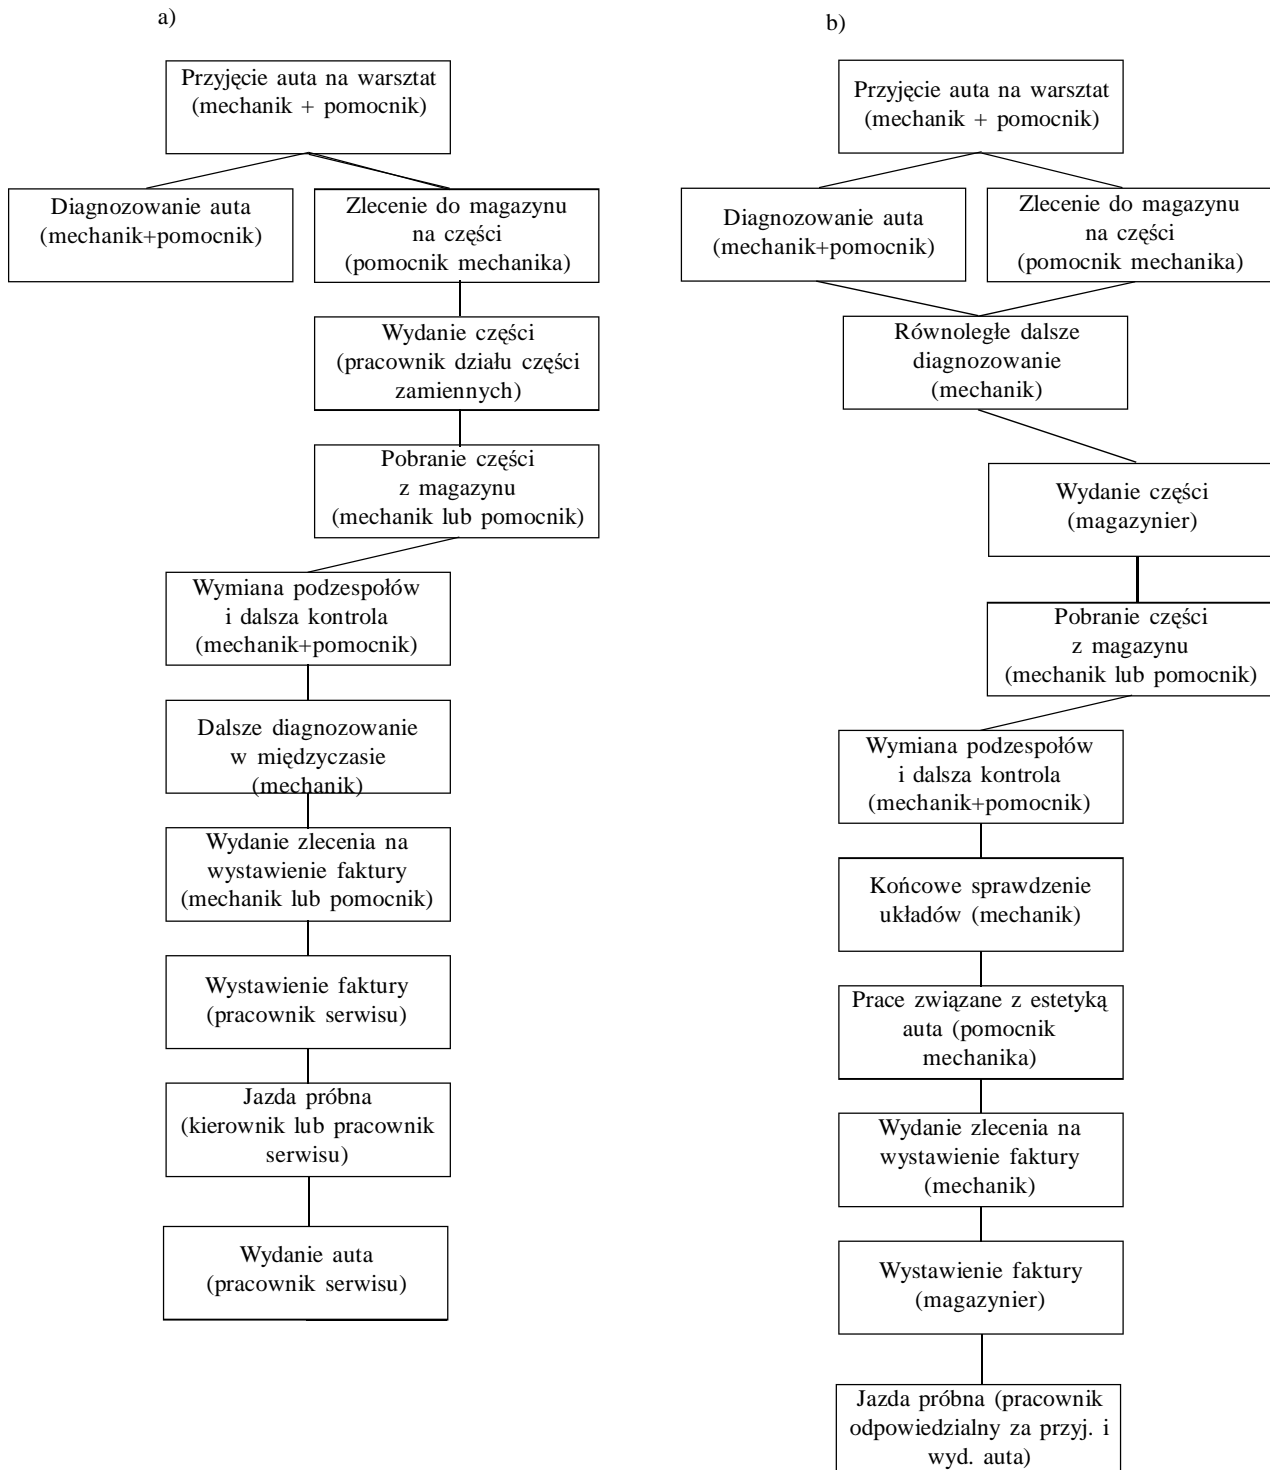 a)
Przyjęcie auta na warsztat
(mechanik + pomocnik)
Diagnozowanie auta
(mechanik+pomocnik)
Zlecenie do magazynu
na części
(pomocnik mechanika)
Wydanie części
(pracownik działu części
zamiennych)
Pobranie części
z magazynu
(mechanik lub pomocnik)
Wymiana podzespołów
i dalsza kontrola
(mechanik+pomocnik)
Dalsze diagnozowanie
w międzyczasie
(mechanik)
Wydanie zlecenia na
wystawienie faktury
(mechanik lub pomocnik)
Wystawienie faktury
(pracownik serwisu)
Jazda próbna
(kierownik lub pracownik
serwisu)
Wydanie auta
(pracownik serwisu)
b)
Przyjęcie auta na warsztat
(mechanik + pomocnik)
Diagnozowanie auta
(mechanik+pomocnik)
Zlecenie do magazynu
na części
(pomocnik mechanika)
Równoległe dalsze
diagnozowanie
(mechanik)
Wydanie części
(magazynier)
Pobranie części
z magazynu
(mechanik lub pomocnik)
Wymiana podzespołów
i dalsza kontrola
(mechanik+pomocnik)
Końcowe sprawdzenie
układów (mechanik)
Prace związane z estetyką
auta (pomocnik
mechanika)
Wydanie zlecenia na
wystawienie faktury
(mechanik)
Wystawienie faktury
(magazynier)
Jazda próbna (pracownik
odpowiedzialny za przyj. i
wyd. auta)